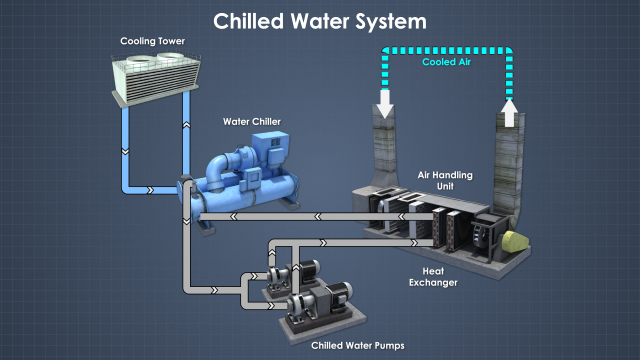 Chilled Water System
Cooling Tower
Cooled Air
Water Chiller
Air Handling
Unit
Heat
Exchanger
Chilled Water Pumps